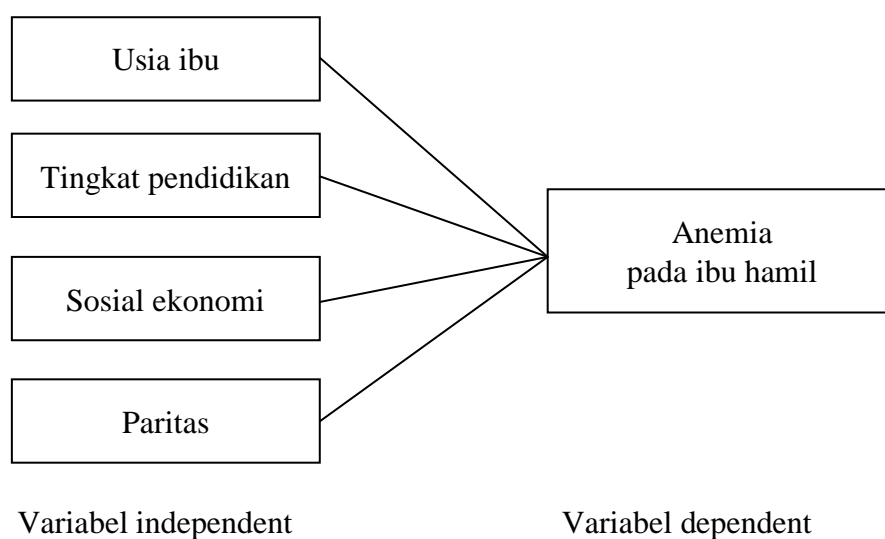 Usia ibu
Tingkat pendidikan
Anemia
pada ibu hamil
Sosial ekonomi
Paritas
Variabel independent
Variabel dependent